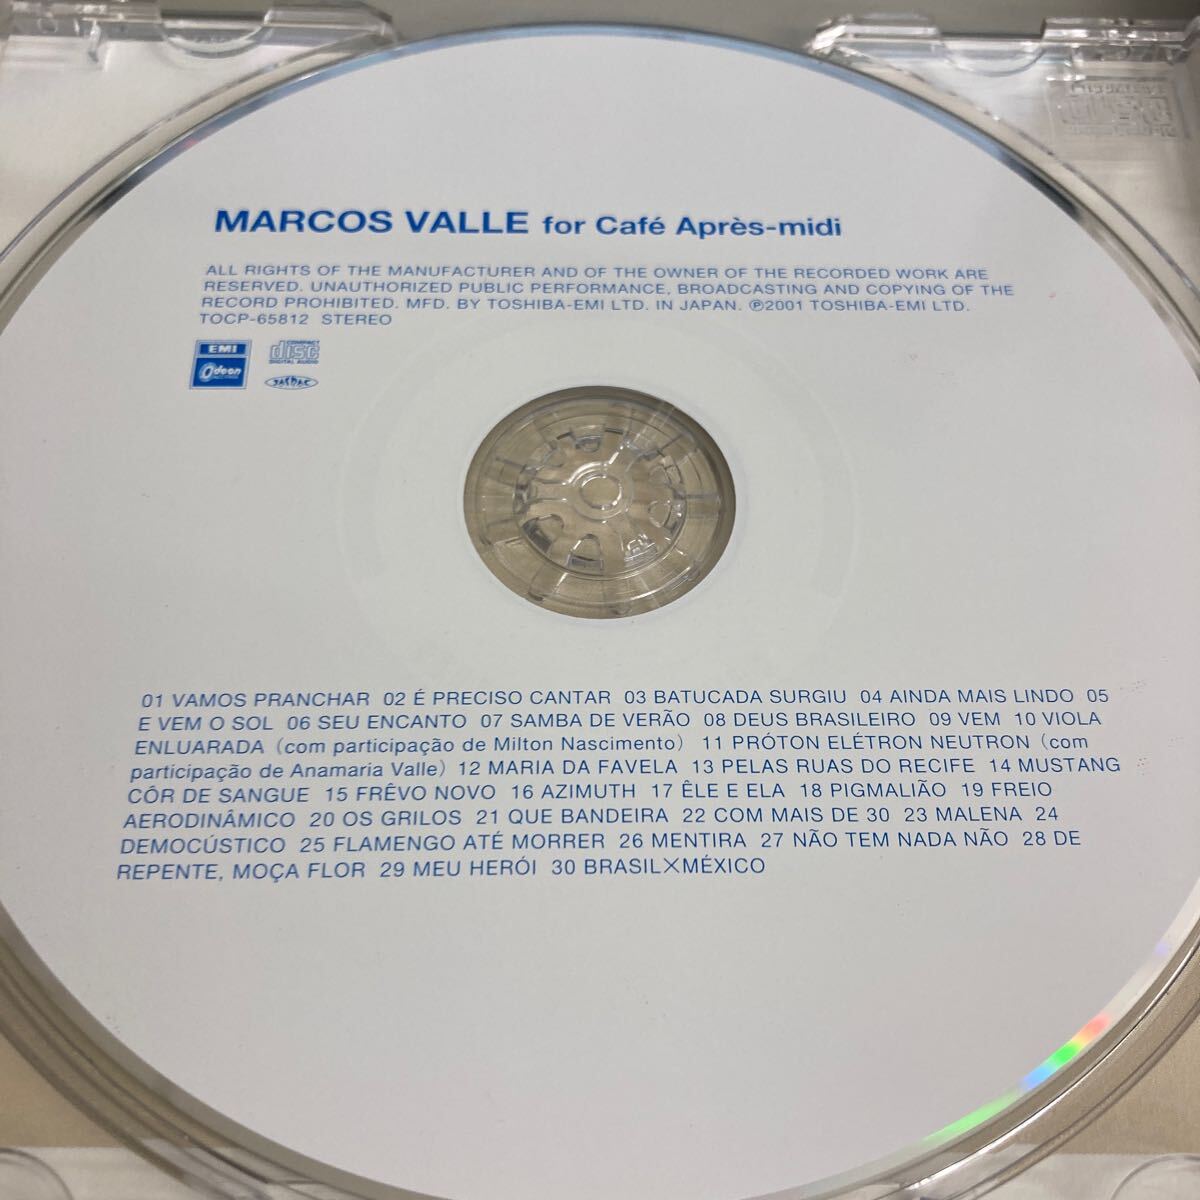 MARCOS VALLE for Café Après-midi
ALL RIGHTS OF THE MANUFACTURER AND OF THE OWNER OF THE RECORDED WORK ARE
RESERVED. UNAUTHORIZED PUBLIC PERFORMANCE, BROADCASTING AND COPYING OF THE
RECORD PROHIBITED. MFD. BY TOSHIBA-EMI LTD. IN JAPAN. ℗2001 TOSHIBA-EMI LTD.
TOCP-65812 STEREO
EMI
Odeon
COMPACT
disc
DIGITAL AUDIO
JASRAC
01 VAMOS PRANCHAR 02 É PRECISO CANTAR 03 BATUCADA SURGIU 04 AINDA MAIS LINDO 05
E VEM O SOL 06 SEU ENCANTO 07 SAMBA DE VERÃO 08 DEUS BRASILEIRO 09 VEM 10 VIOLA
ENLUARADA (com participação de Milton Nascimento) 11 PRÓTON ELÉTRON NEUTRON (com
participação de Anamaria Valle) 12 MARIA DA FAVELA 13 PELAS RUAS DO RECIFE 14 MUSTANG
CÔR DE SANGUE 15 FRÊVO NOVO 16 AZIMUTH 17 ÊLE E ELA 18 PIGMALIÃO 19 FREIO
AERODINÂMICO 20 OS GRILOS 21 QUE BANDEIRA 22 COM MAIS DE 30 23 MALENA 24
DEMOCÚSTICO 25 FLAMENGO ATÉ MORRER 26 MENTIRA 27 NÃO TEM NADA NÃO 28 DE
REPENTE, MOÇA FLOR 29 MEU HERÓI 30 BRASIL×MÉXICO